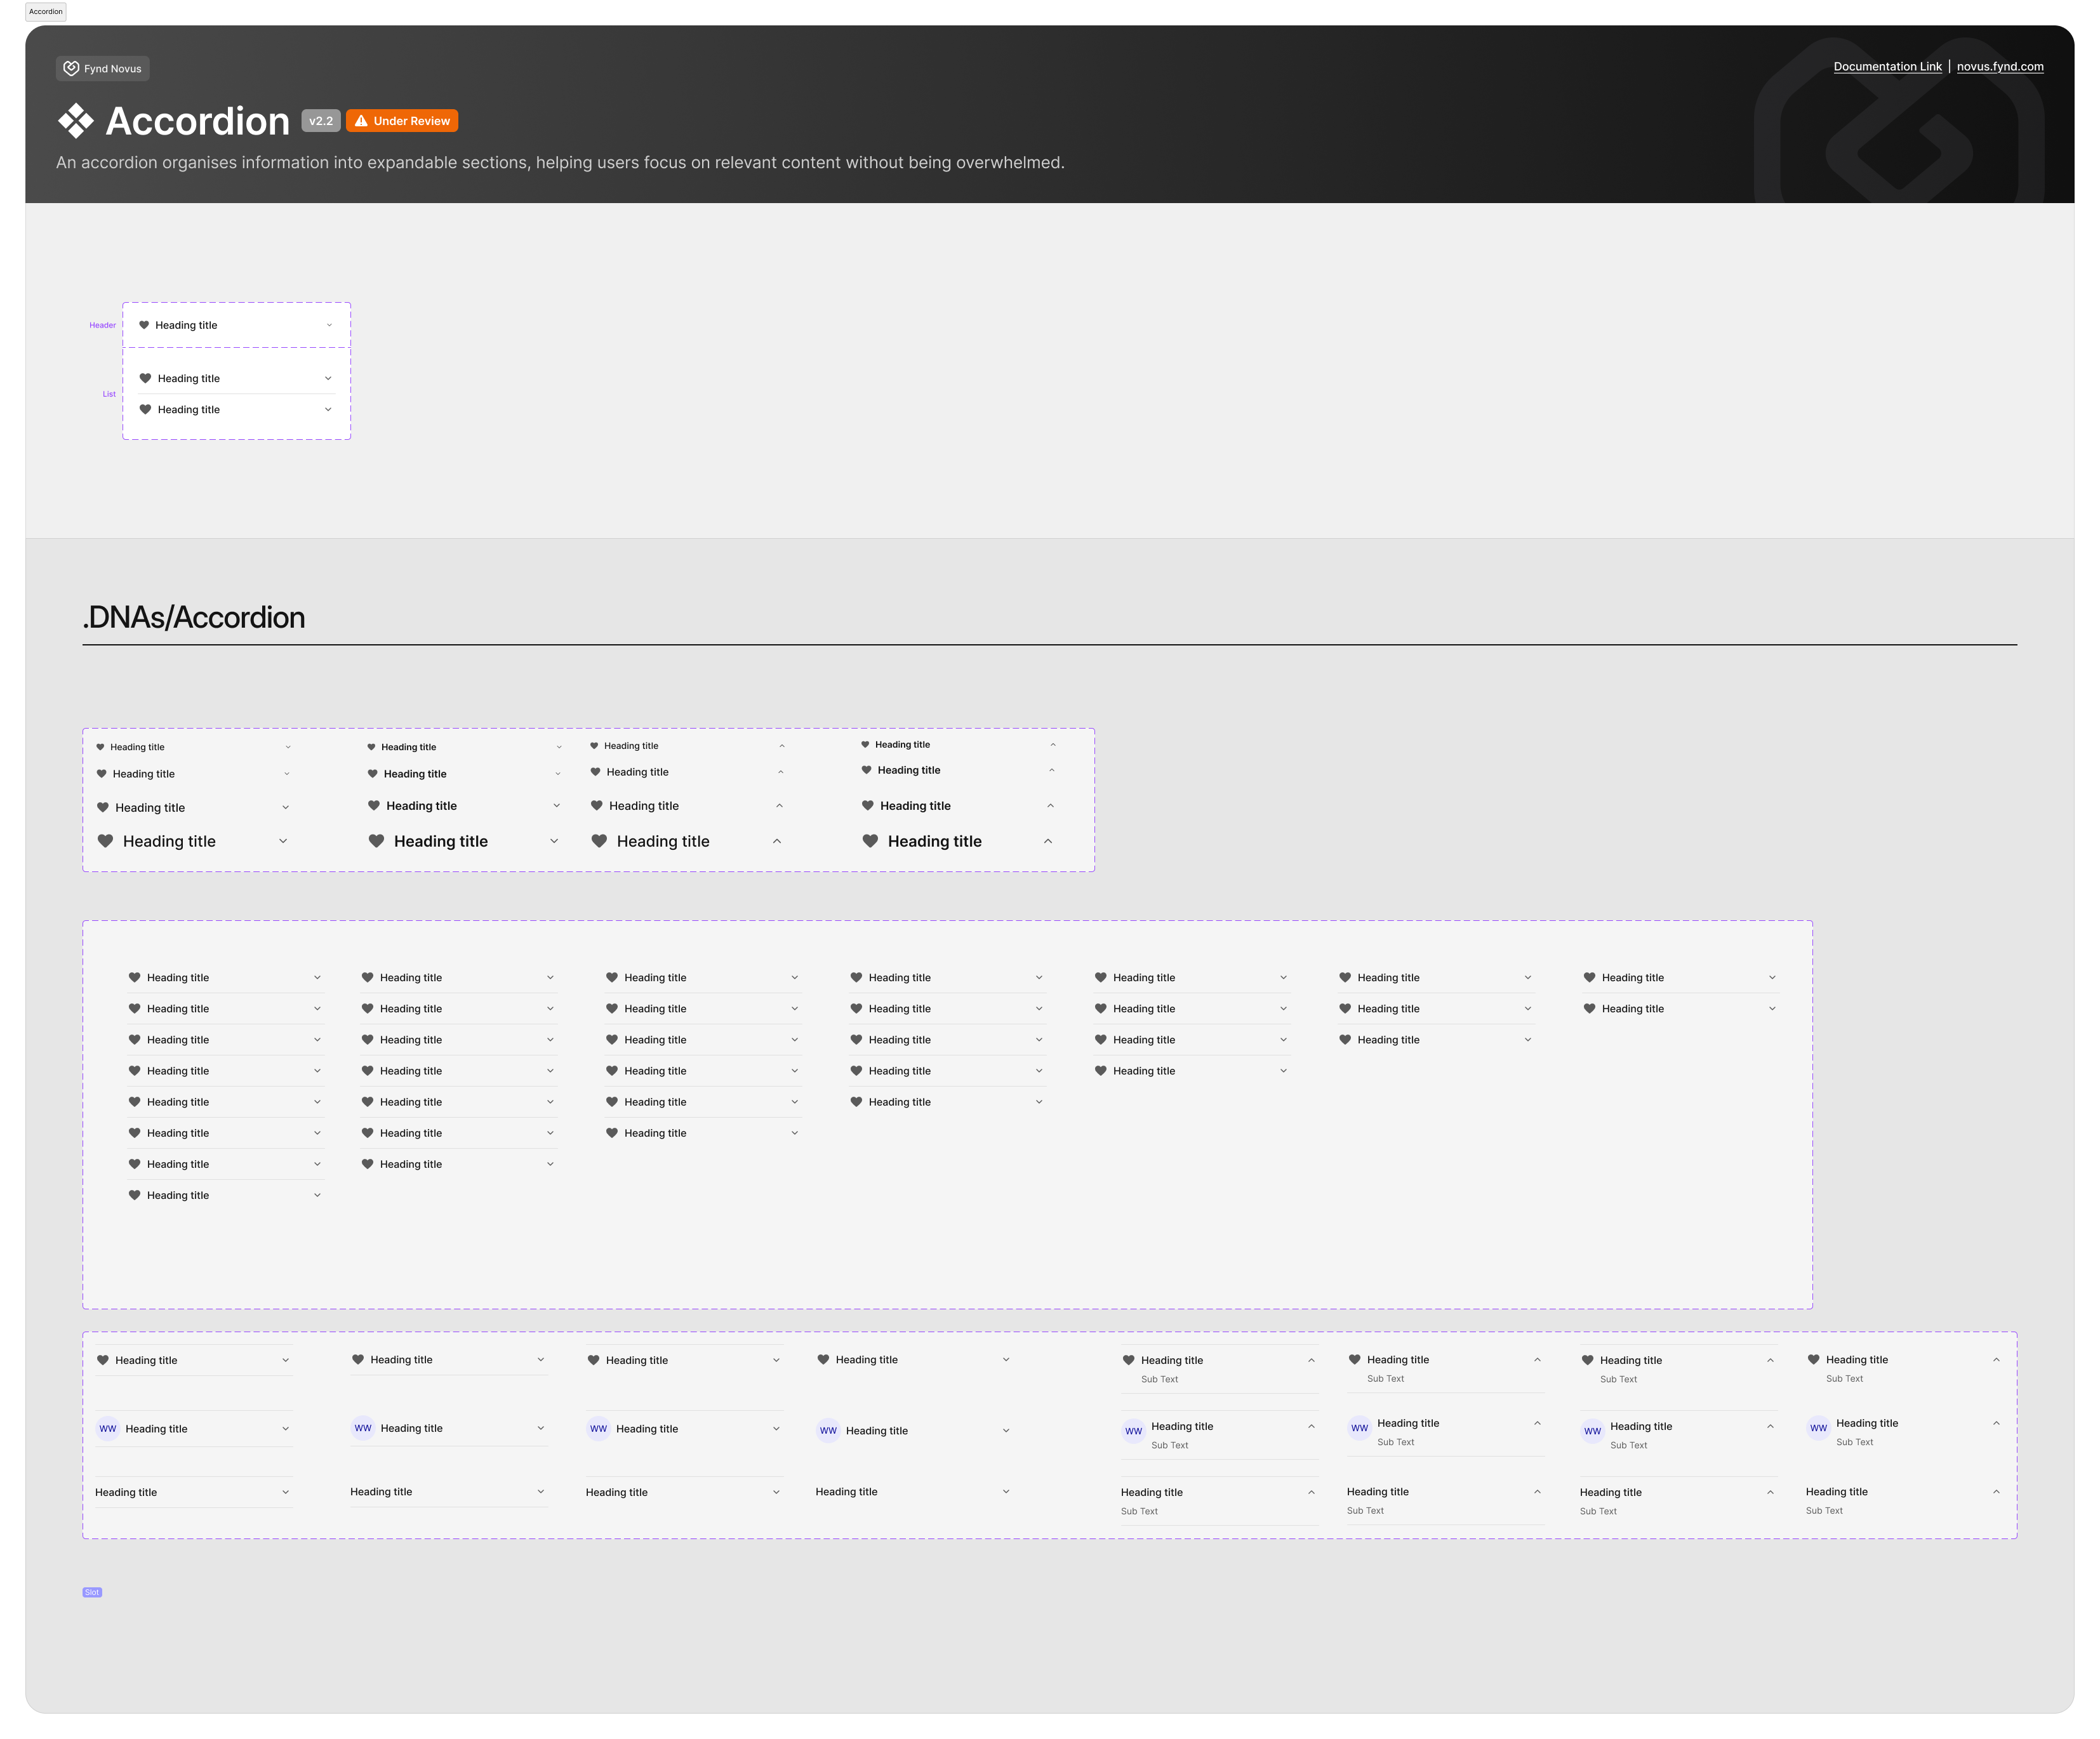 Accordion
Fynd Novus
Documentation Link | novus.fynd.com
Accordion v2.2 Under Review
An accordion organises information into expandable sections, helping users focus on relevant content without being overwhelmed.
Header
Heading title
List
Heading title
Heading title
.DNAs/Accordion
Heading title Heading title Heading title Heading title
Heading title Heading title Heading title Heading title
Heading title Heading title Heading title Heading title
Heading title Heading title Heading title Heading title
Heading title Heading title Heading title Heading title Heading title Heading title Heading title
Heading title Heading title Heading title Heading title Heading title Heading title Heading title
Heading title Heading title Heading title Heading title Heading title Heading title
Heading title Heading title Heading title Heading title Heading title
Heading title Heading title Heading title Heading title
Heading title Heading title Heading title
Heading title Heading title
Heading title
Heading title Heading title Heading title Heading title Heading title Heading title Heading title Heading title
Sub Text Sub Text Sub Text Sub Text
WW Heading title WW Heading title WW Heading title WW Heading title WW Heading title WW Heading title WW Heading title WW Heading title
Sub Text Sub Text Sub Text Sub Text
Heading title Heading title Heading title Heading title Heading title Heading title Heading title Heading title
Sub Text Sub Text Sub Text Sub Text
Slot